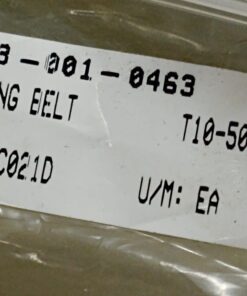 3-001-0463
NG BELT T10-50
C021D U/M: EA